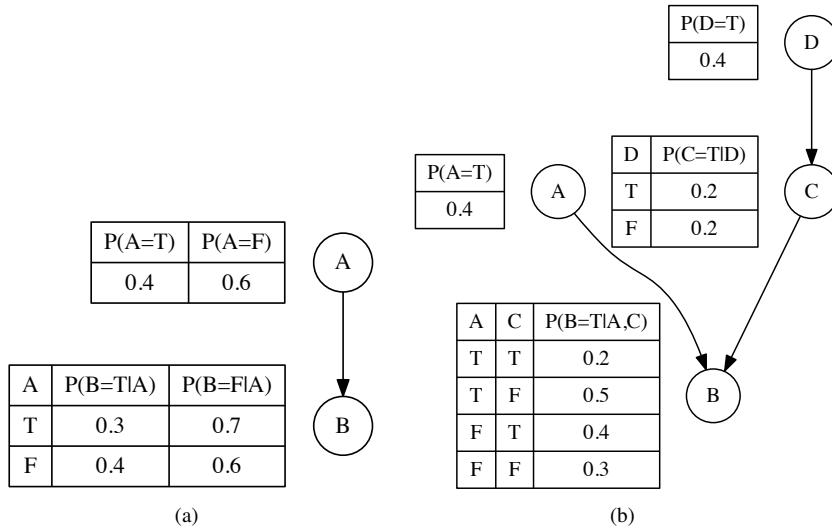 P(A=T) P(A=F)
0.4 0.6
A
A P(B=T|A) P(B=F|A)
T 0.3 0.7
F 0.4 0.6
B
(a)
P(D=T)
0.4
D
D P(C=T|D)
T 0.2
F 0.2
C
P(A=T)
0.4
A
A C P(B=T|A,C)
T T 0.2
T F 0.5
F T 0.4
F F 0.3
B
(b)